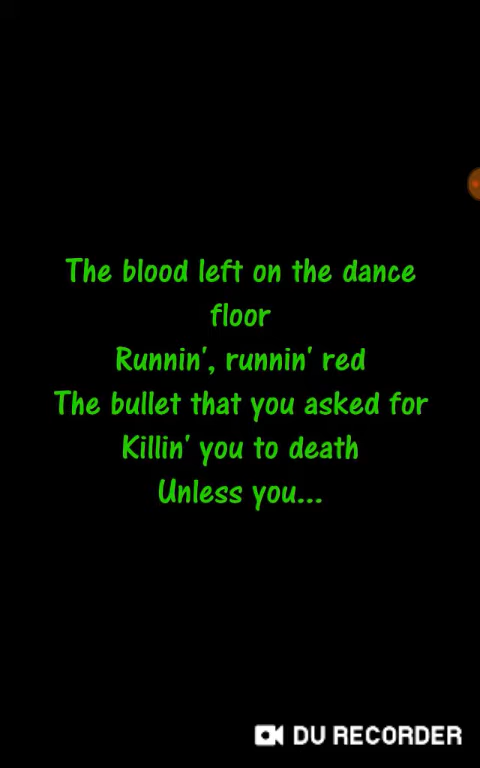 The blood left on the dance
floor
Runnin', runnin' red
The bullet that you asked for
Killin' you to death
Unless you...
DU RECORDER